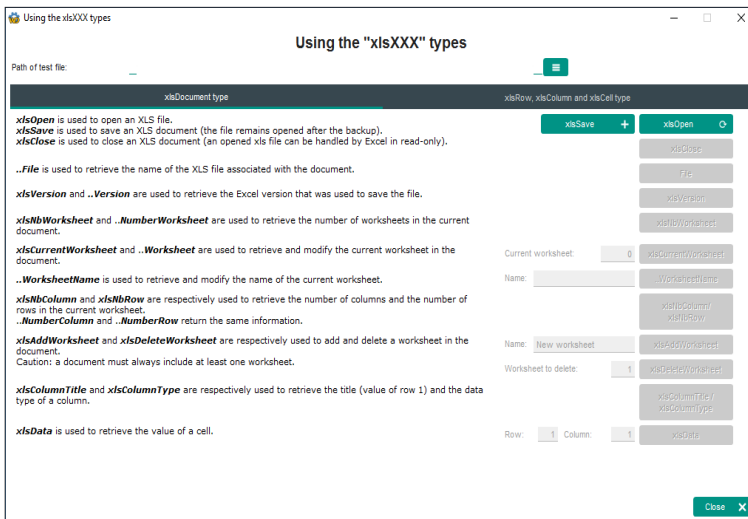 Using the xlsXXX types
Using the "xlsXXX" types
Path of test file:
xlsDocument type
xlsRow, xlsColumn and xlsCell type
xlsOpen is used to open an XLS file.
xlsSave is used to save an XLS document (the file remains opened after the backup).
xlsClose is used to close an XLS document (an opened xls file can be handled by Excel in read-only).
xlsSave +
xlsOpen
xlsClose
..File is used to retrieve the name of the XLS file associated with the document.
File
xlsVersion and ..Version are used to retrieve the Excel version that was used to save the file.
xlsVersion
xlsNbWorksheet and ..NumberWorksheet are used to retrieve the number of worksheets in the current
document.
xlsNbWorksheet
xlsCurrentWorksheet and ..Worksheet are used to retrieve and modify the current worksheet in the
document.
Current worksheet: 0
xlsCurrentWorksheet
..WorksheetName is used to retrieve and modify the name of the current worksheet.
Name:
..WorksheetName
xlsNbColumn and xlsNbRow are respectively used to retrieve the number of columns and the number of
rows in the current worksheet.
..NumberColumn and ..NumberRow return the same information.
xlsNbColumn/
xlsNbRow
xlsAddWorksheet and xlsDeleteWorksheet are respectively used to add and delete a worksheet in the
document.
Caution: a document must always include at least one worksheet.
Name: New worksheet
xlsAddWorksheet
Worksheet to delete: 1
xlsDeleteWorksheet
xlsColumnTitle and xlsColumnType are respectively used to retrieve the title (value of row 1) and the data
type of a column.
xlsColumnTitle /
xlsColumnType
xlsData is used to retrieve the value of a cell.
Row: 1 Column: 1
xlsData
Close X